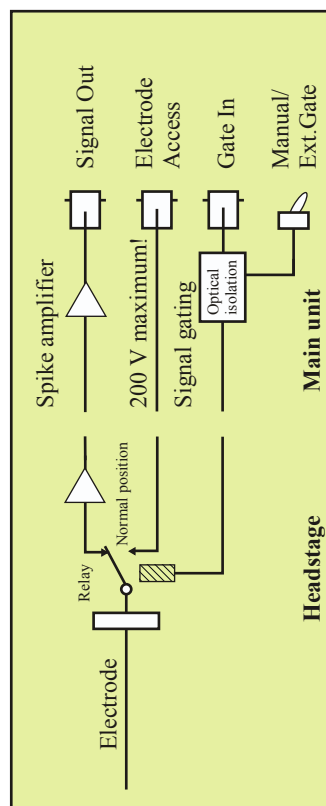 Spike amplifier
Signal Out
Relay
Normal position
200 V maximum!
Electrode
Access
Electrode
Signal gating
Optical
isolation
Gate In
Manual/
Ext.Gate
Headstage
Main unit